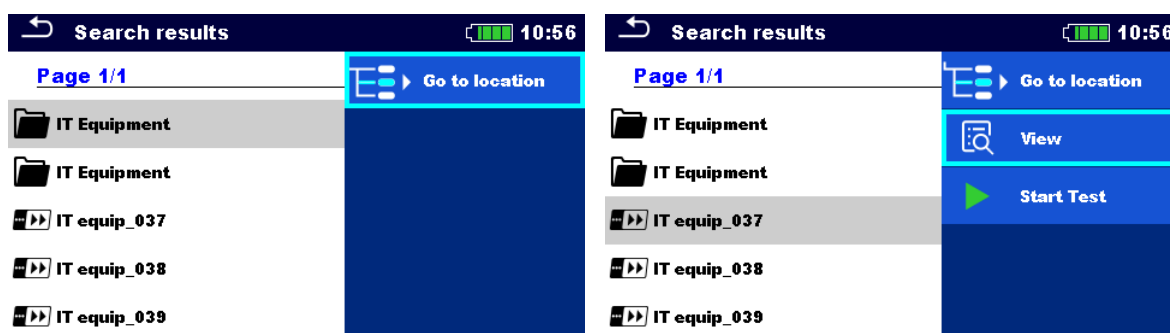 Search results 10:56
Page 1/1
Go to location
IT Equipment
IT Equipment
IT equip_037
IT equip_038
IT equip_039
Search results 10:56
Page 1/1
Go to location
IT Equipment
View
IT Equipment
Start Test
IT equip_037
IT equip_038
IT equip_039